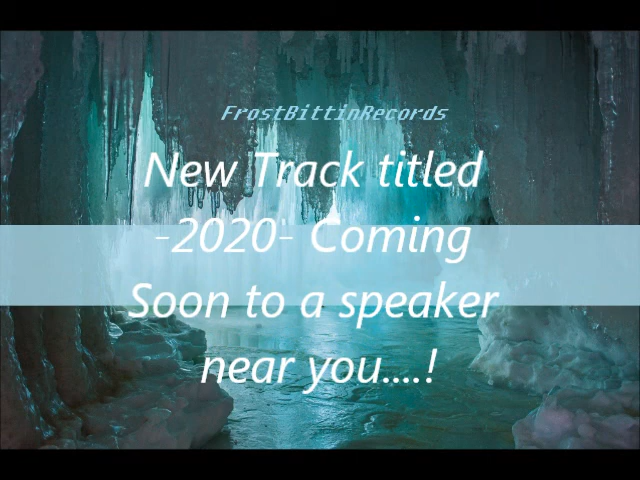 FrostBittinRecords
New Track titled
-2020- Coming
Soon to a speaker
near you....!